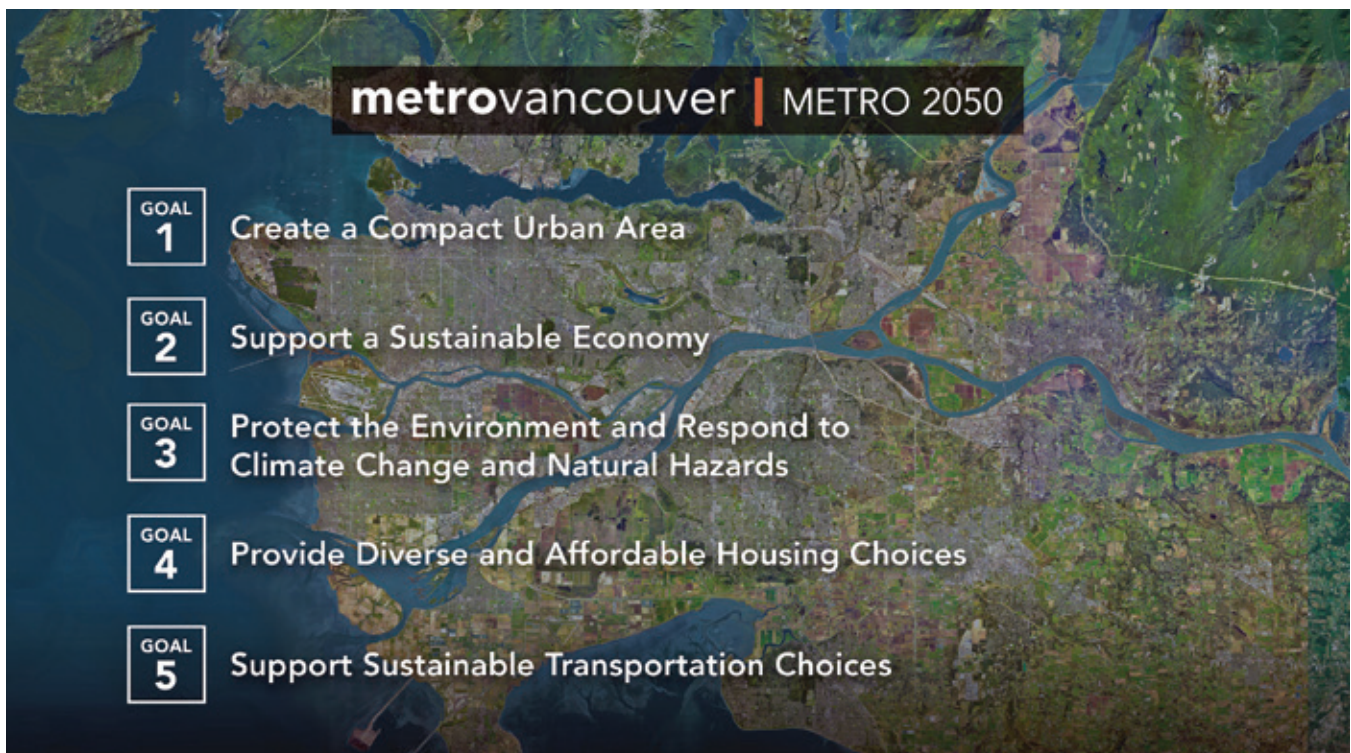 metrovancouver | METRO 2050
GOAL
1
Create a Compact Urban Area
GOAL
2
Support a Sustainable Economy
GOAL
3
Protect the Environment and Respond to
Climate Change and Natural Hazards
GOAL
4
Provide Diverse and Affordable Housing Choices
GOAL
5
Support Sustainable Transportation Choices